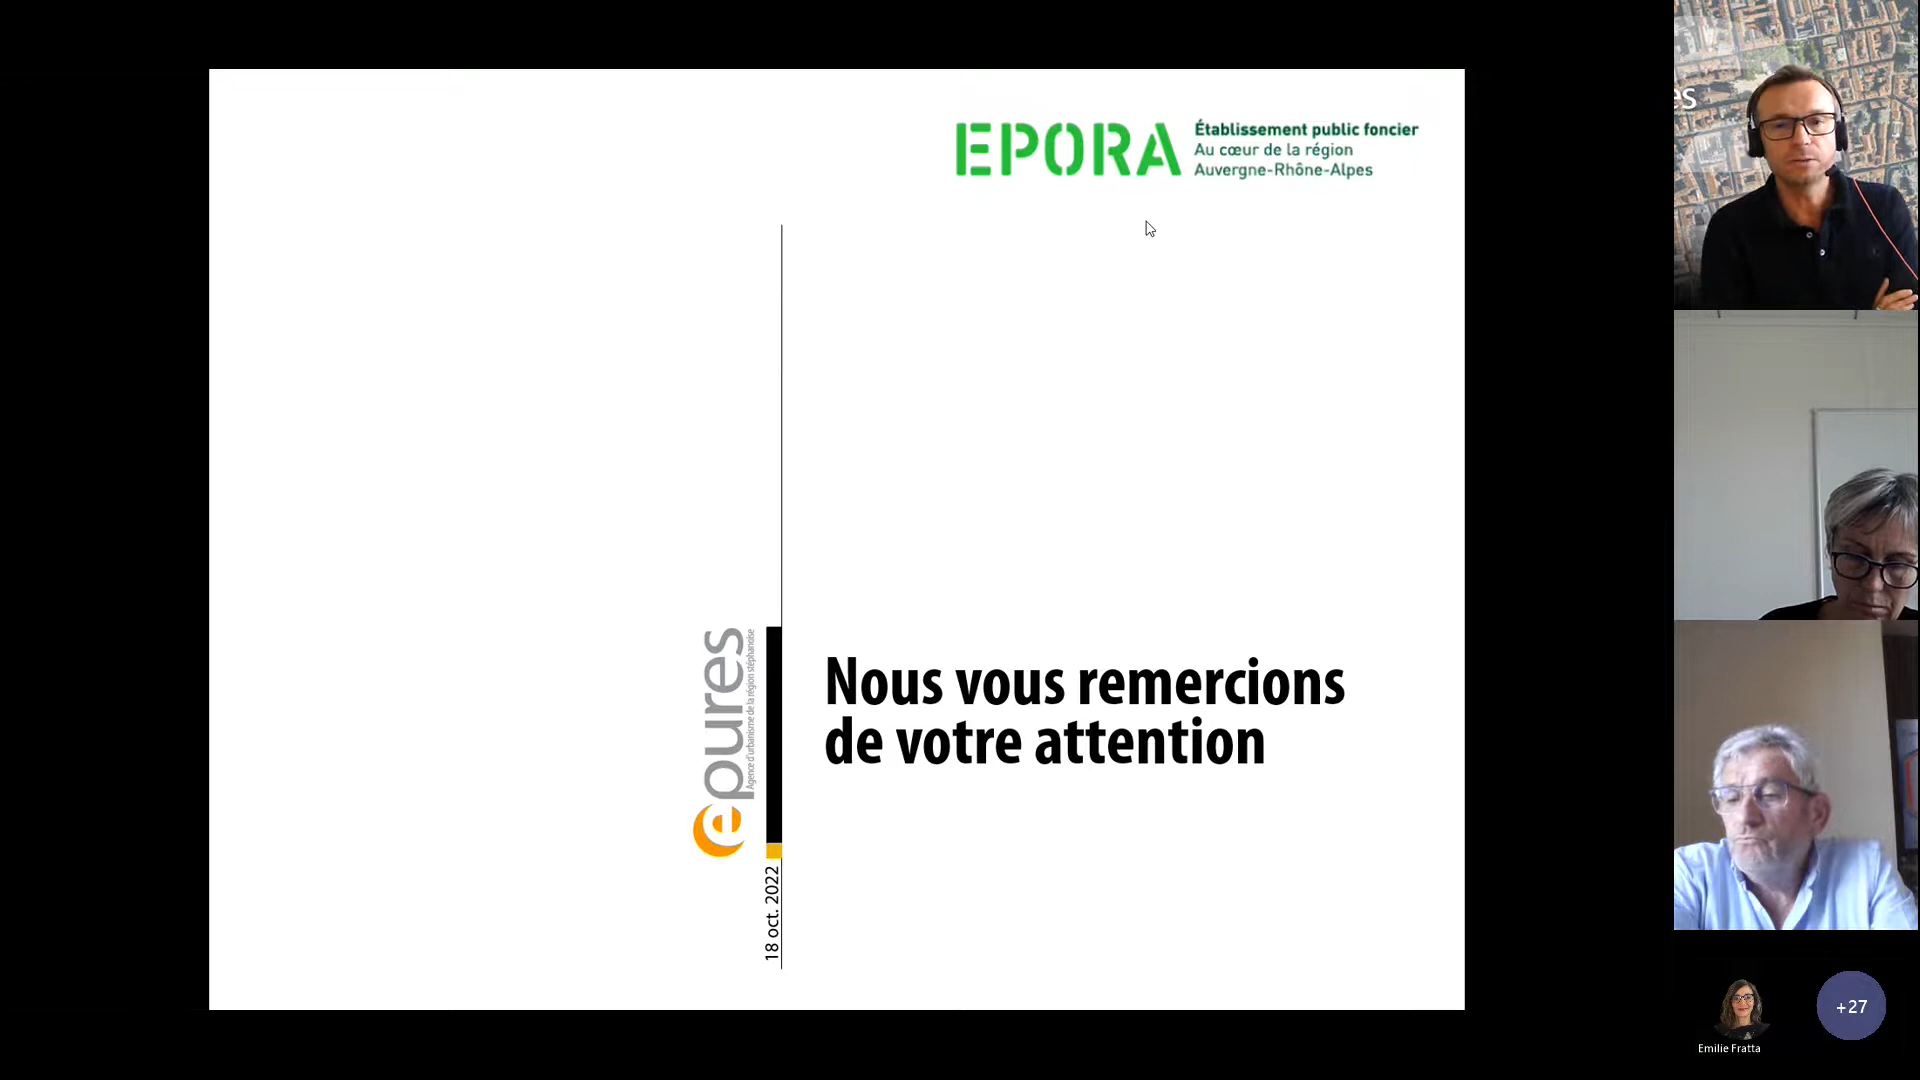 EPORA
Établissement public foncier
Au cœur de la région
Auvergne-Rhône-Alpes
es
epures
Agence d'urbanisme de la région stéphanoise
Nous vous remercions
de votre attention
18 oct. 2022
+27
Emilie Fratta